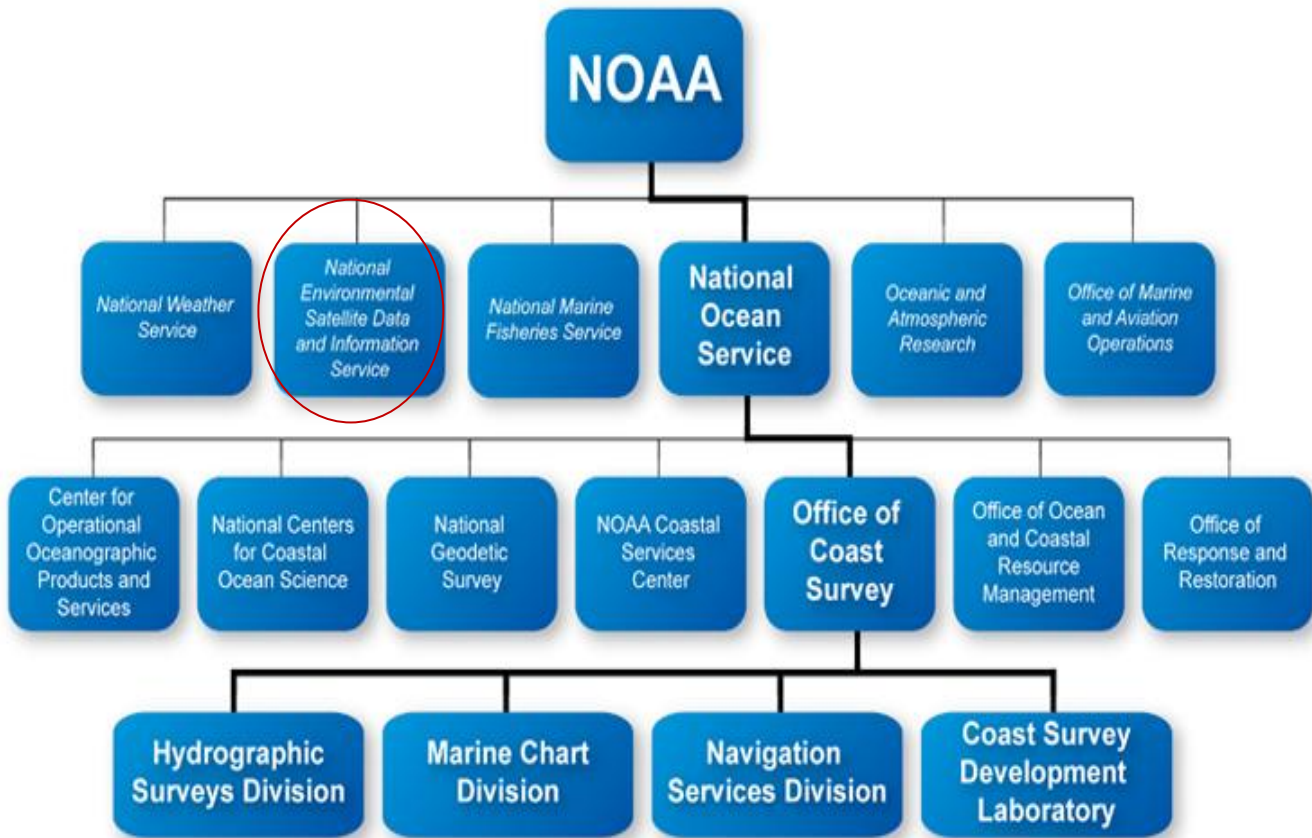 NOAA
National Weather
Service
National
Environmental
Satellite Data
and Information
Service
National Marine
Fisheries Service
National
Ocean
Service
Oceanic and
Atmospheric
Research
Office of Marine
and Aviation
Operations
Center for
Operational
Oceanographic
Products and
Services
National Centers
for Coastal
Ocean Science
National
Geodetic
Survey
NOAA Coastal
Services
Center
Office of
Coast
Survey
Office of Ocean
and Coastal
Resource
Management
Office of
Response and
Restoration
Hydrographic
Surveys Division
Marine Chart
Division
Navigation
Services Division
Coast Survey
Development
Laboratory